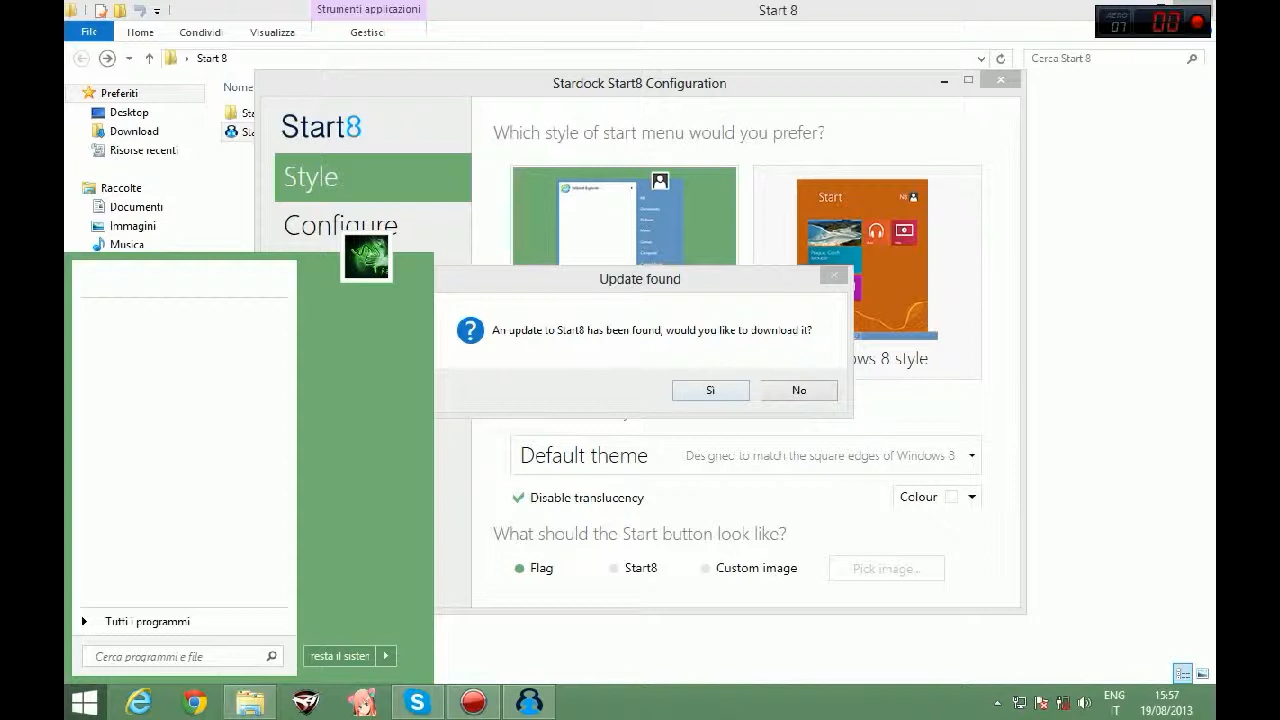 Strumenti applicazioni
Start 8
AERO
07
00
File
Home
Condividi
Visualizza
Gestisci
Start 8
Cerca Start 8
Preferiti
Desktop
Download
Risorse recenti
Raccolte
Documenti
Immagini
Musica
Nome
Sta
Sta
Stardock Start8 Configuration
Start8
Style
Configure
Which style of start menu would you prefer?
Start
Update found
An update to Start8 has been found, would you like to download it?
Sì
No
ows 8 style
Default theme
Designed to match the square edges of Windows 8
Disable translucency
Colour
What should the Start button look like?
Flag
Start8
Custom image
Pick image...
Tutti i programmi
Cerca programmi e file
resta il sistem
ENG
IT
15:57
19/08/2013